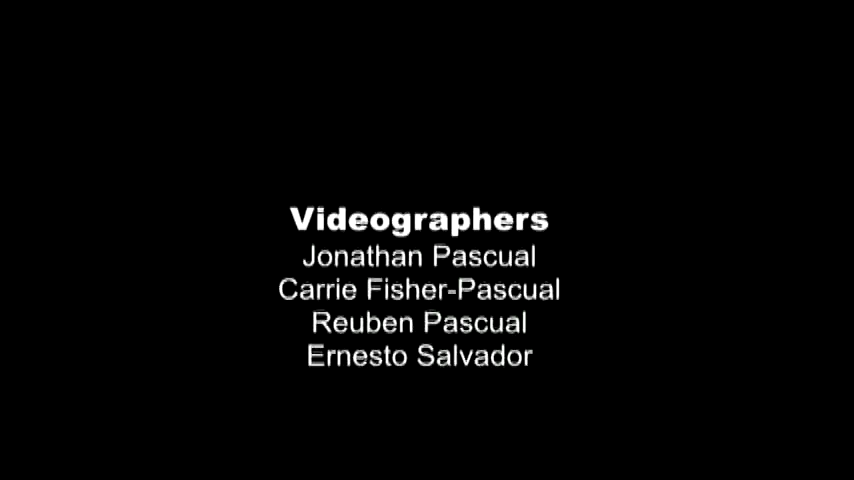 Videographers
Jonathan Pascual
Carrie Fisher-Pascual
Reuben Pascual
Ernesto Salvador